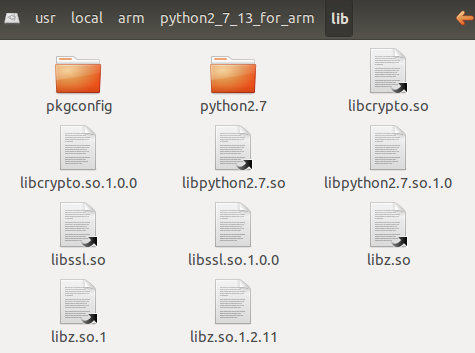 usr local arm python2_7_13_for_arm lib
pkgconfig python2.7 libcrypto.so
libcrypto.so.1.0.0 libpython2.7.so libpython2.7.so.1.0
libssl.so libssl.so.1.0.0 libz.so
libz.so.1 libz.so.1.2.11